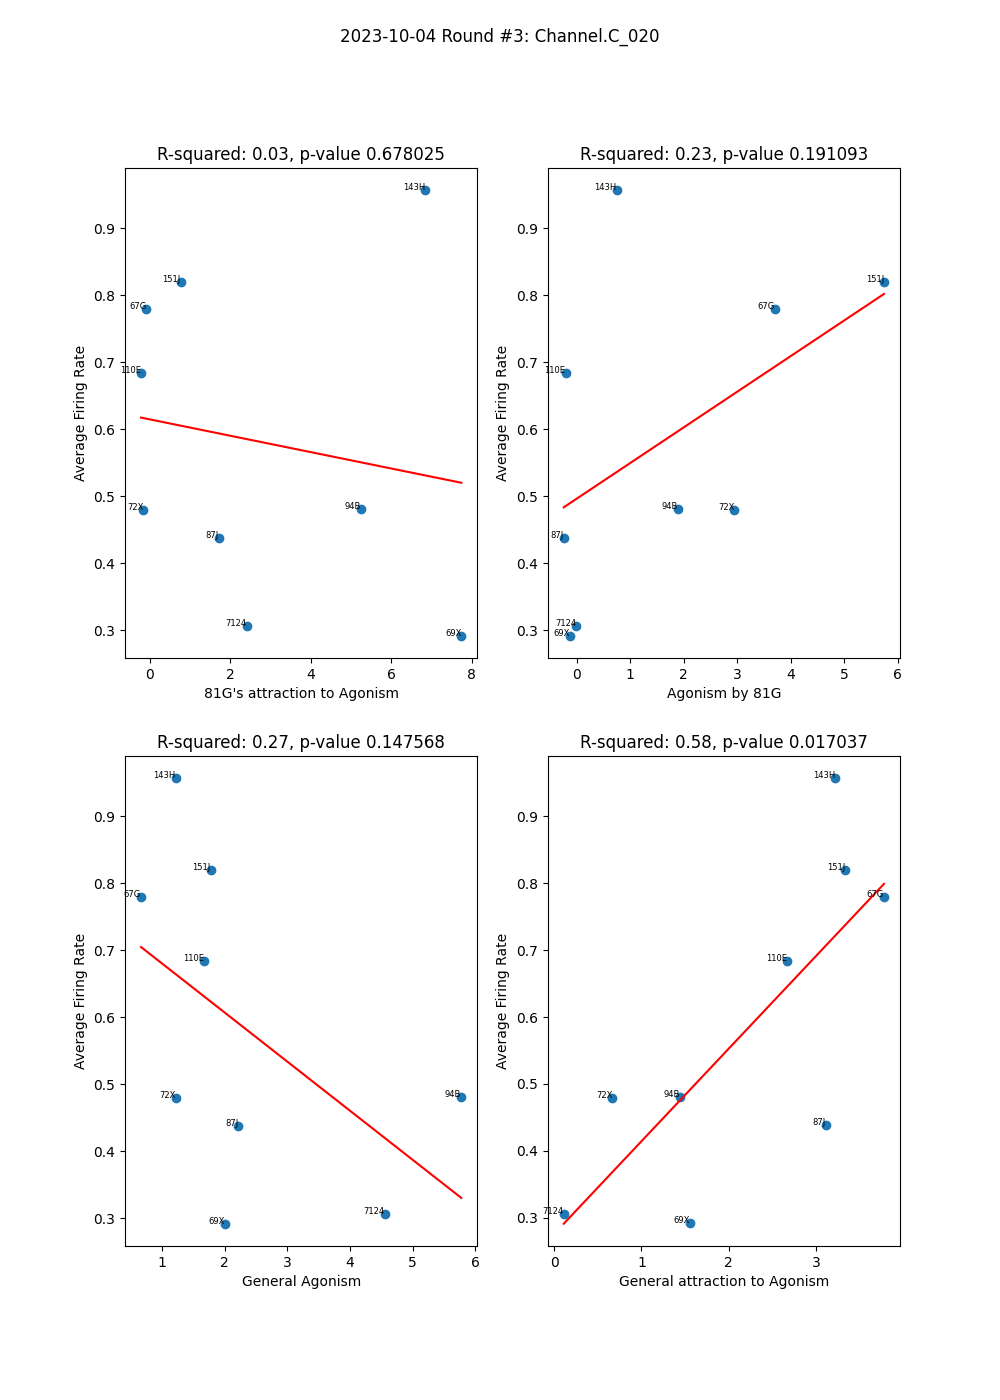 2023-10-04 Round #3: Channel.C_020
R-squared: 0.03, p-value 0.678025
Average Firing Rate
0.9
0.8
0.7
0.6
0.5
0.4
0.3
143H
151J
67G
110E
72X
94B
87J
7124
69X
0 2 4 6 8
81G's attraction to Agonism
R-squared: 0.23, p-value 0.191093
Average Firing Rate
0.9
0.8
0.7
0.6
0.5
0.4
0.3
143H
151J
67G
110E
94B
72X
87J
7124
69X
0 1 2 3 4 5 6
Agonism by 81G
R-squared: 0.27, p-value 0.147568
Average Firing Rate
0.9
0.8
0.7
0.6
0.5
0.4
0.3
143H
151J
67G
110E
72X
94B
87J
7124
69X
1 2 3 4 5 6
General Agonism
R-squared: 0.58, p-value 0.017037
Average Firing Rate
0.9
0.8
0.7
0.6
0.5
0.4
0.3
143H
151J
67G
110E
72X
94B
87J
7124
69X
0 1 2 3
General attraction to Agonism